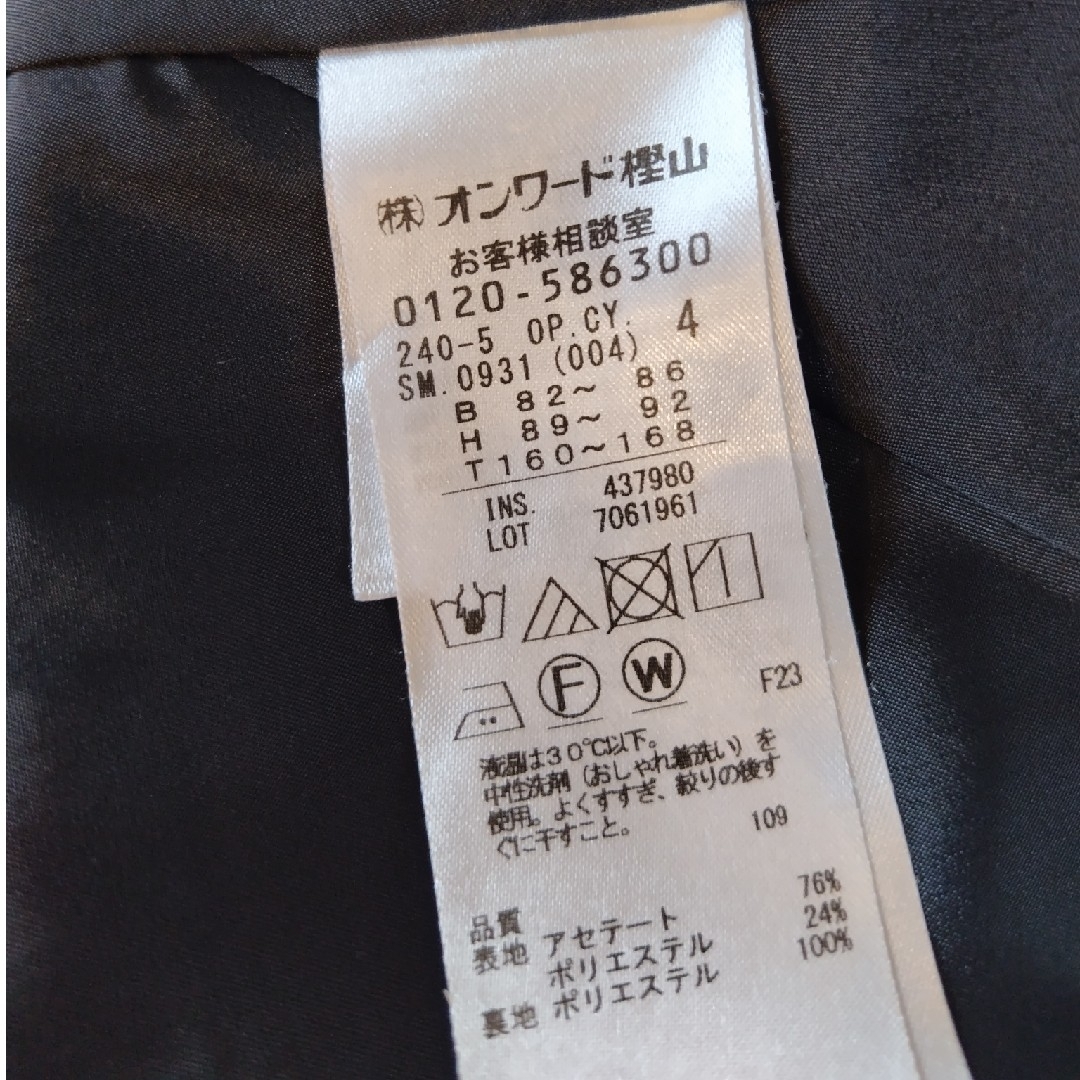 ㈱オンワード樫山
お客様相談室
0120-586300
240-5 OP.CY. 4
SM.0931 (004)
B 82～ 86
H 89～ 92
T160～168
INS. 437980
LOT 7061961
F W F23
液温は30℃以下。
中性洗剤(おしゃれ着洗い)を
使用。よくすすぎ、絞りの後す
ぐに干すこと。 109
品質
表地 アセテート 76%
ポリエステル 24%
裏地 ポリエステル 100%